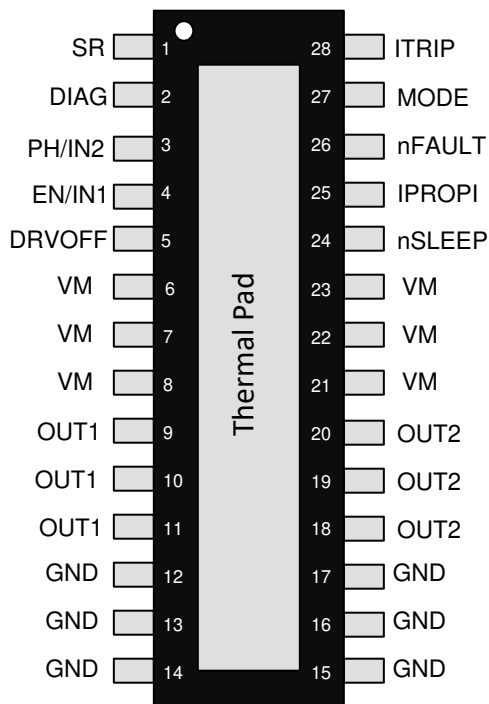 SR 1 28 ITRIP
DIAG 2 27 MODE
PH/IN2 3 26 nFAULT
EN/IN1 4 25 IPROPI
DRVOFF 5 24 nSLEEP
VM 6 23 VM
VM 7 22 VM
VM 8 21 VM
OUT1 9 20 OUT2
OUT1 10 19 OUT2
OUT1 11 18 OUT2
GND 12 17 GND
GND 13 16 GND
GND 14 15 GND
Thermal Pad